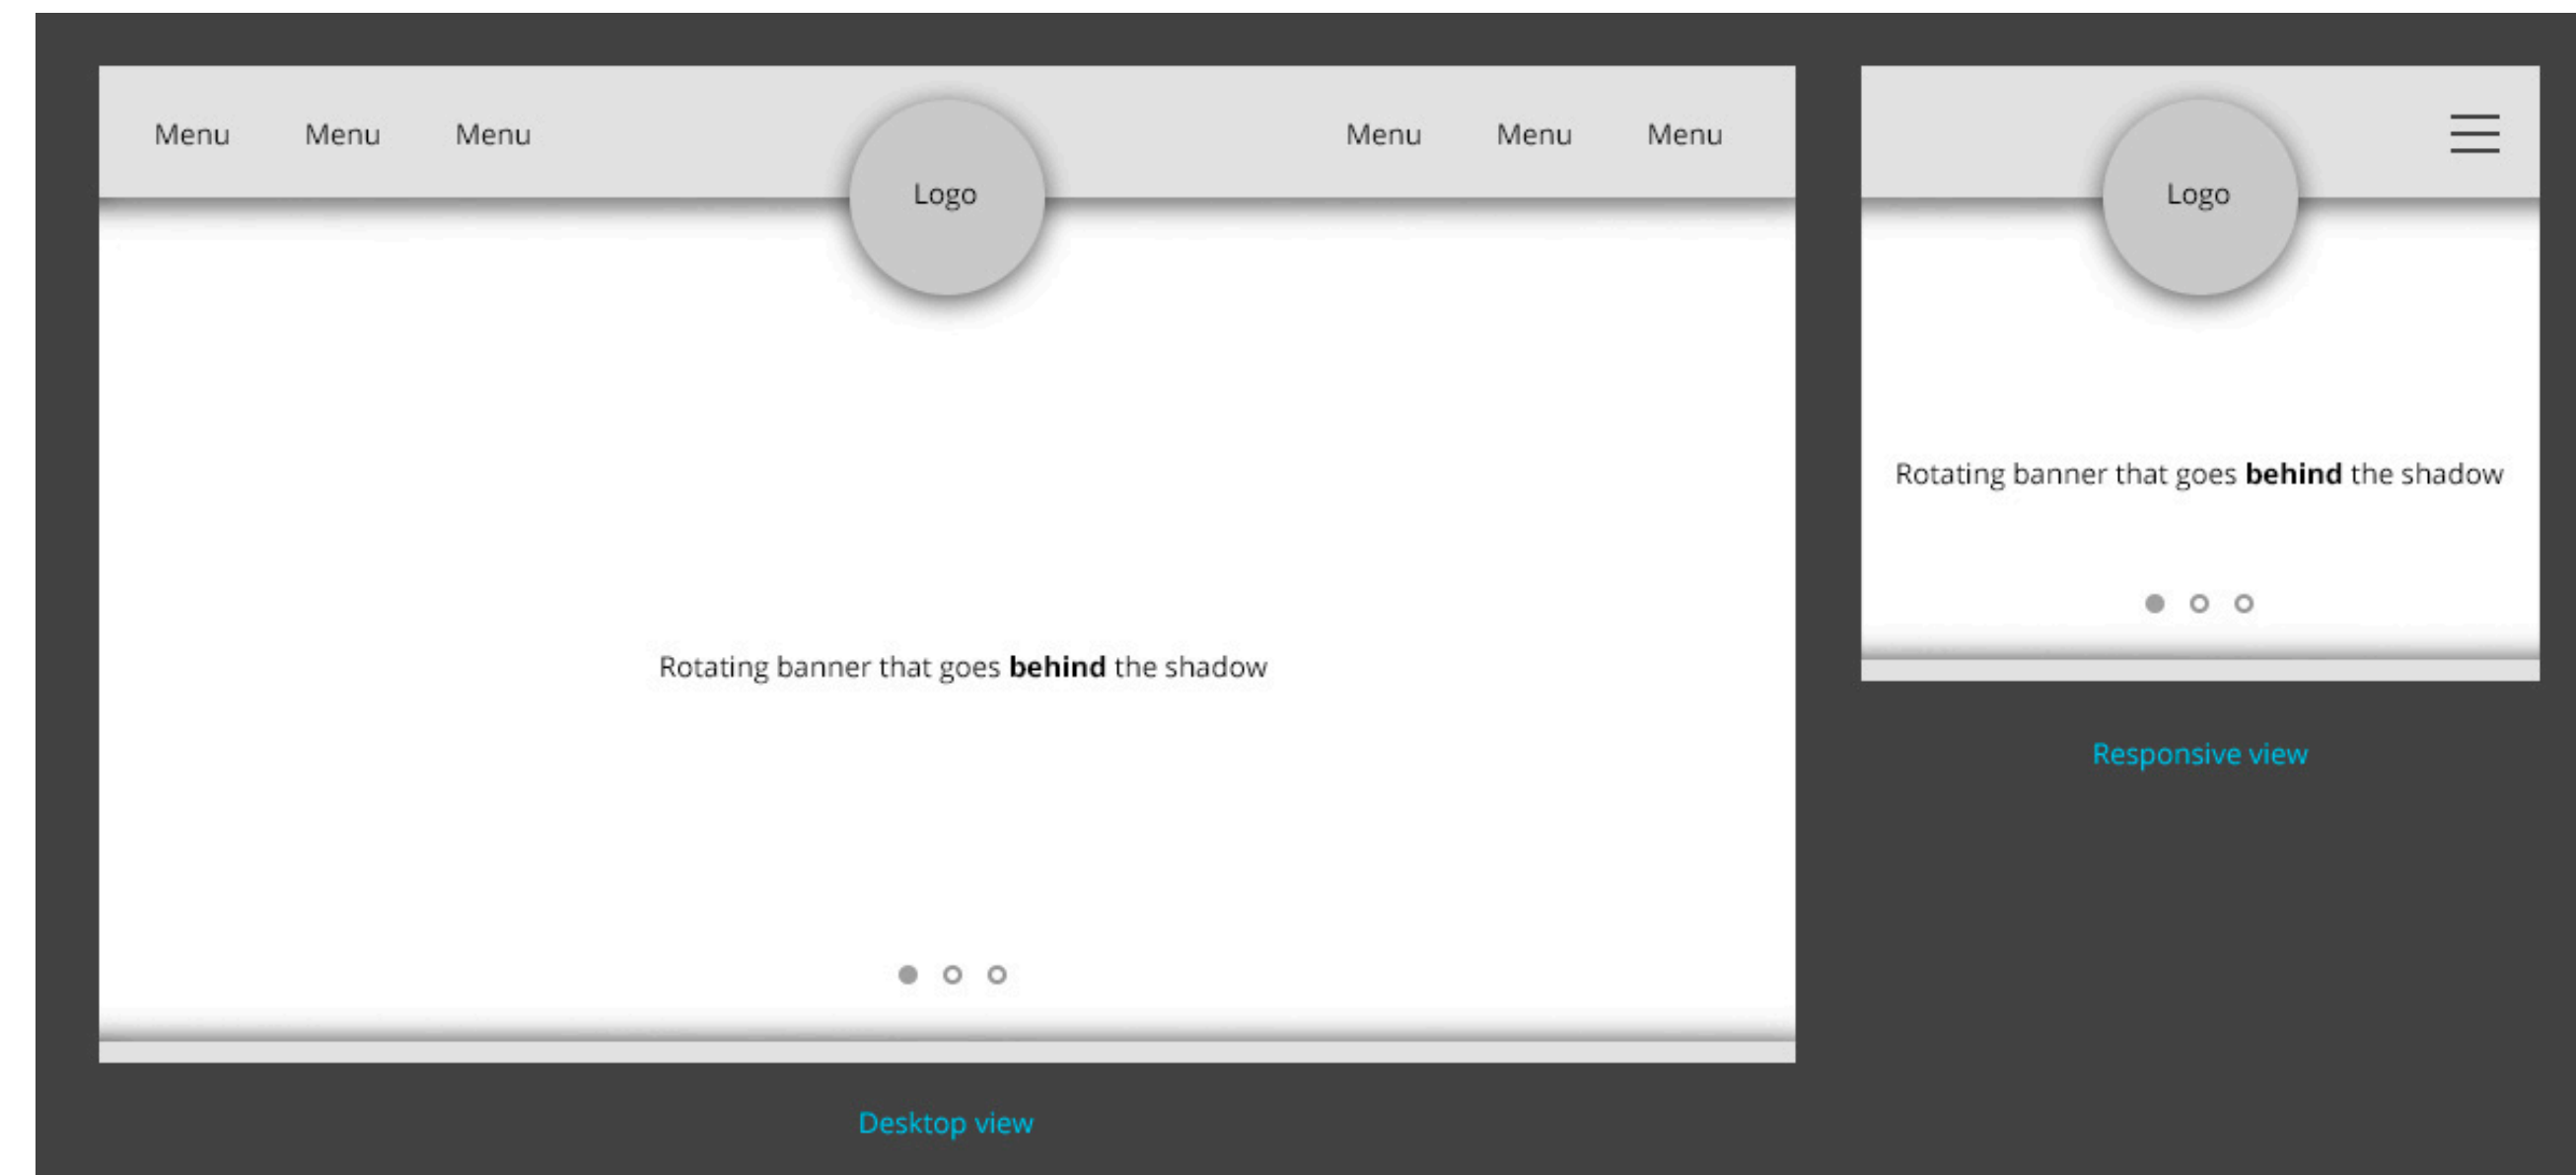 Menu Menu Menu Logo Menu Menu Menu
Rotating banner that goes behind the shadow
Desktop view
Logo
Rotating banner that goes behind the shadow
Responsive view